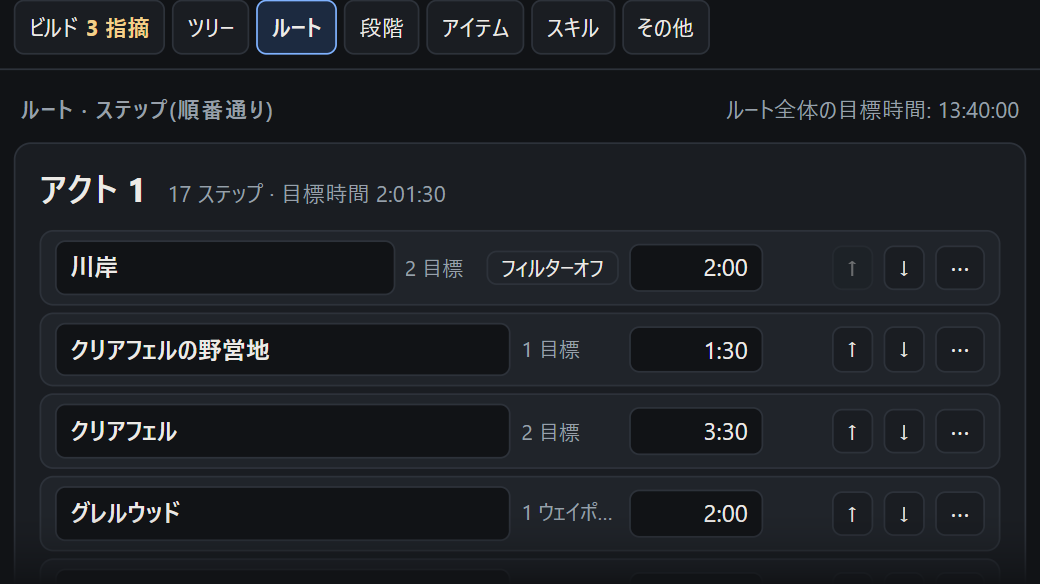 ビルド 3 指摘 ツリー ルート 段階 アイテム スキル その他
ルート · ステップ(順番通り) ルート全体の目標時間: 13:40:00
アクト 1 17 ステップ · 目標時間 2:01:30
川岸 2 目標 フィルターオフ 2:00 ↑ ↓ ...
クリアフェルの野営地 1 目標 1:30 ↑ ↓ ...
クリアフェル 2 目標 3:30 ↑ ↓ ...
グレルウッド 1 ウェイポ... 2:00 ↑ ↓ ...